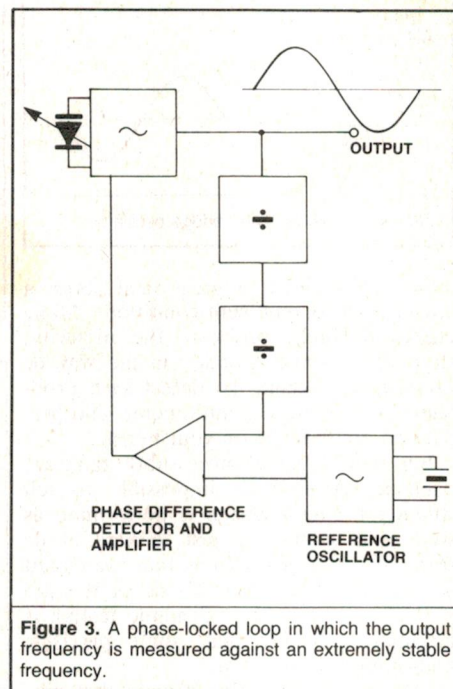 OUTPUT
PHASE DIFFERENCE
DETECTOR AND
AMPLIFIER
REFERENCE
OSCILLATOR
Figure 3. A phase-locked loop in which the output
frequency is measured against an extremely stable
frequency.